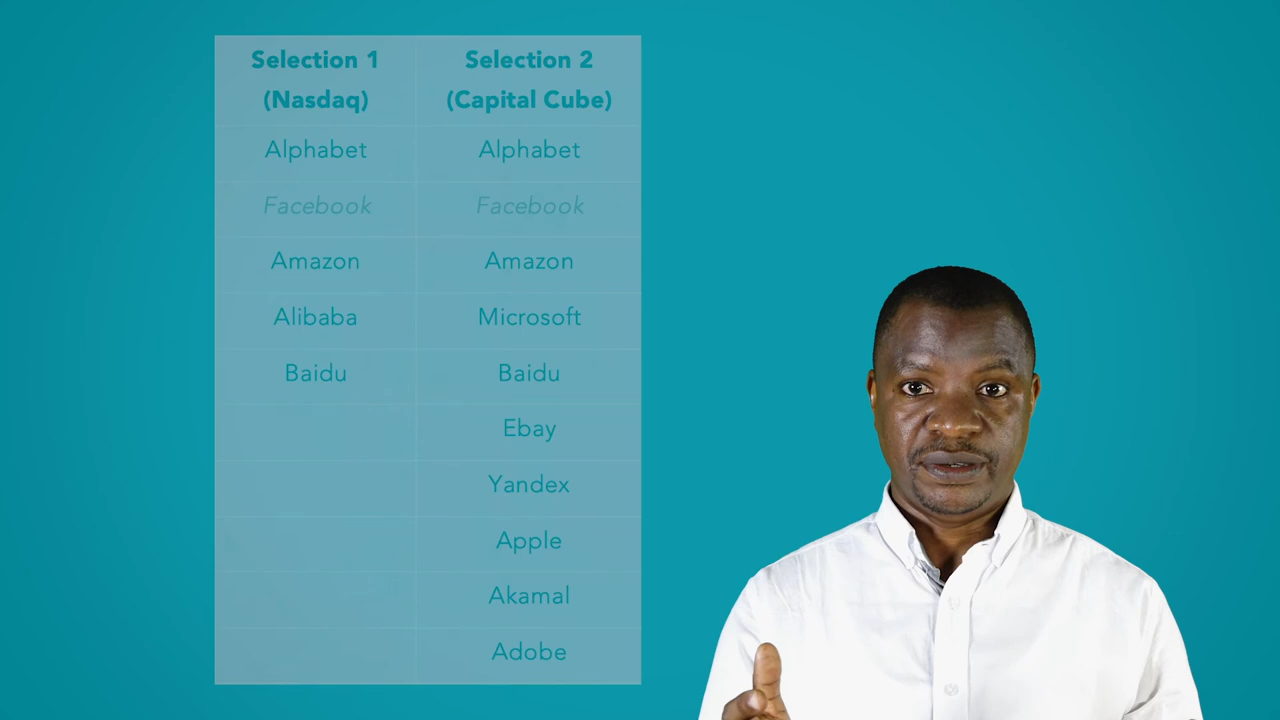 Selection 1 Selection 2
(Nasdaq) (Capital Cube)
Alphabet Alphabet
Facebook Facebook
Amazon Amazon
Alibaba Microsoft
Baidu Baidu
Ebay
Yandex
Apple
Akamal
Adobe